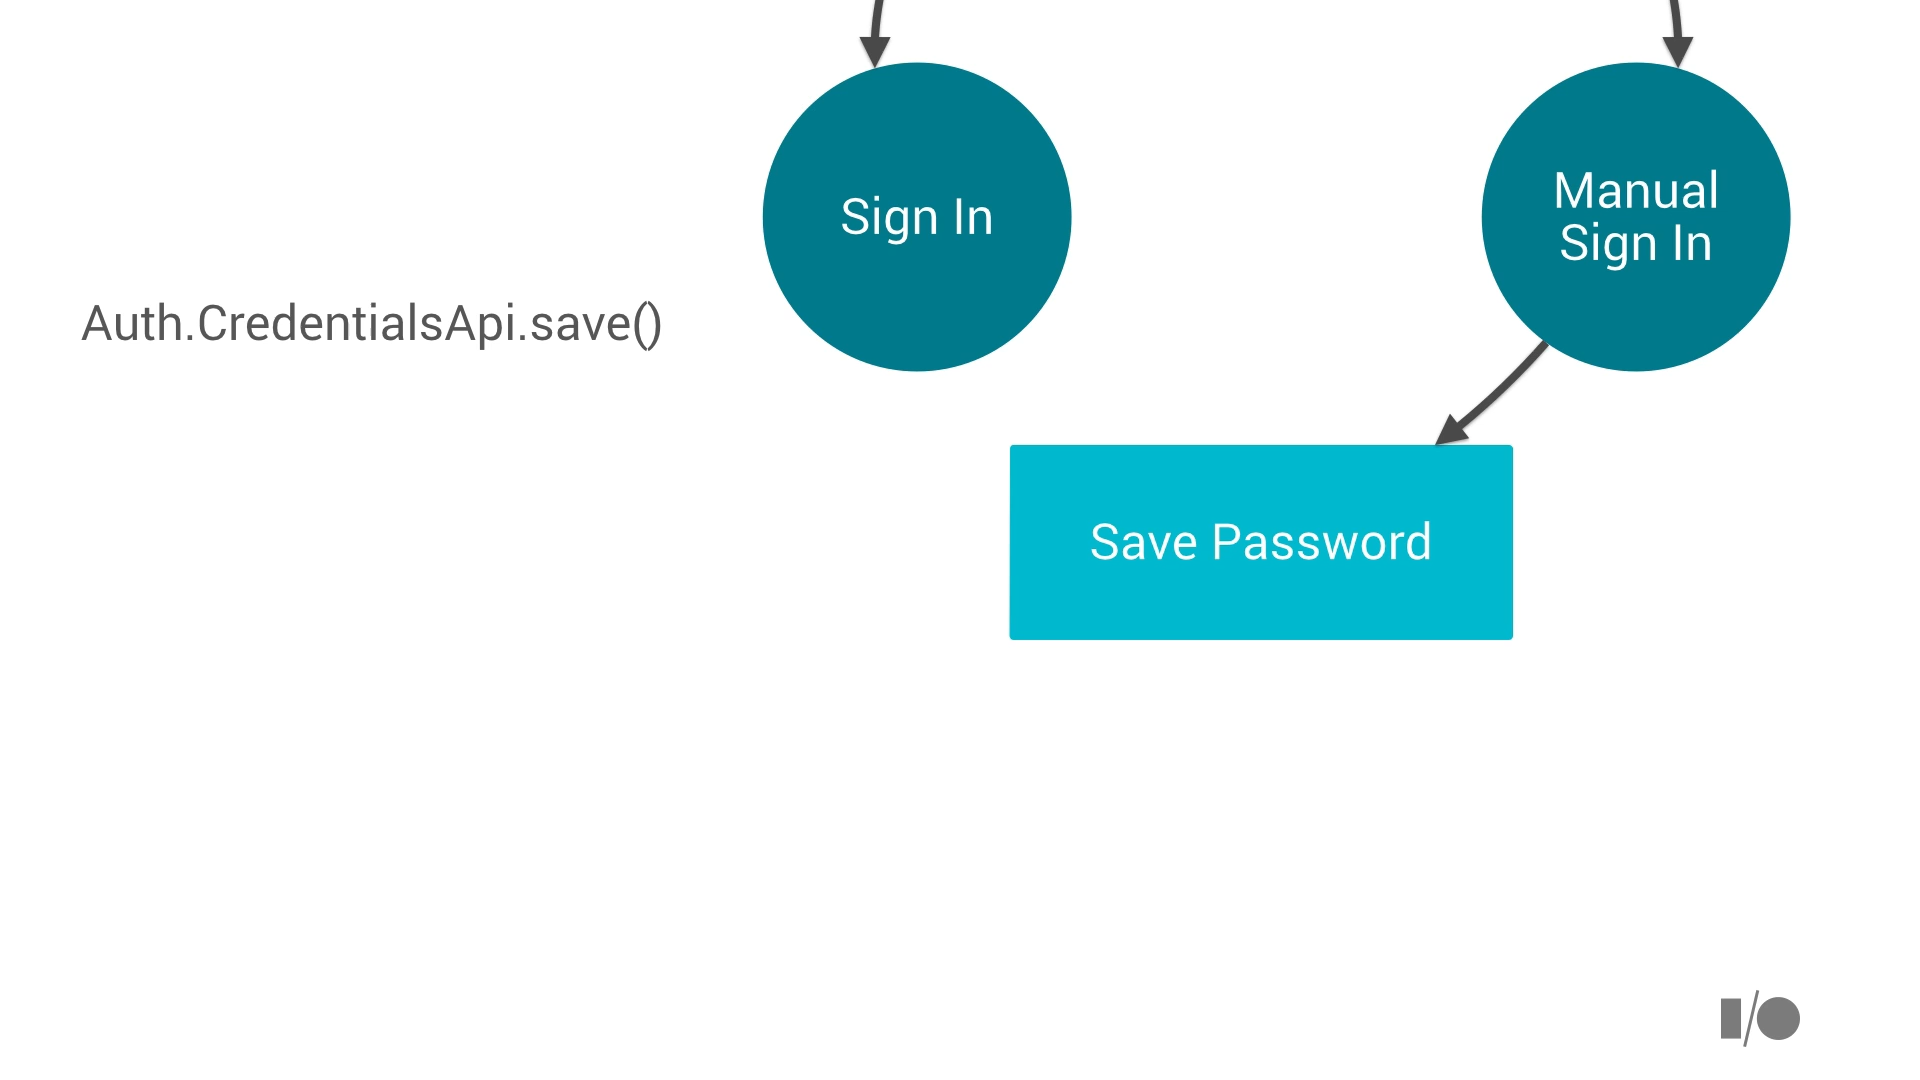 Sign In
Manual
Sign In
Auth.CredentialsApi.save()
Save Password
I/O